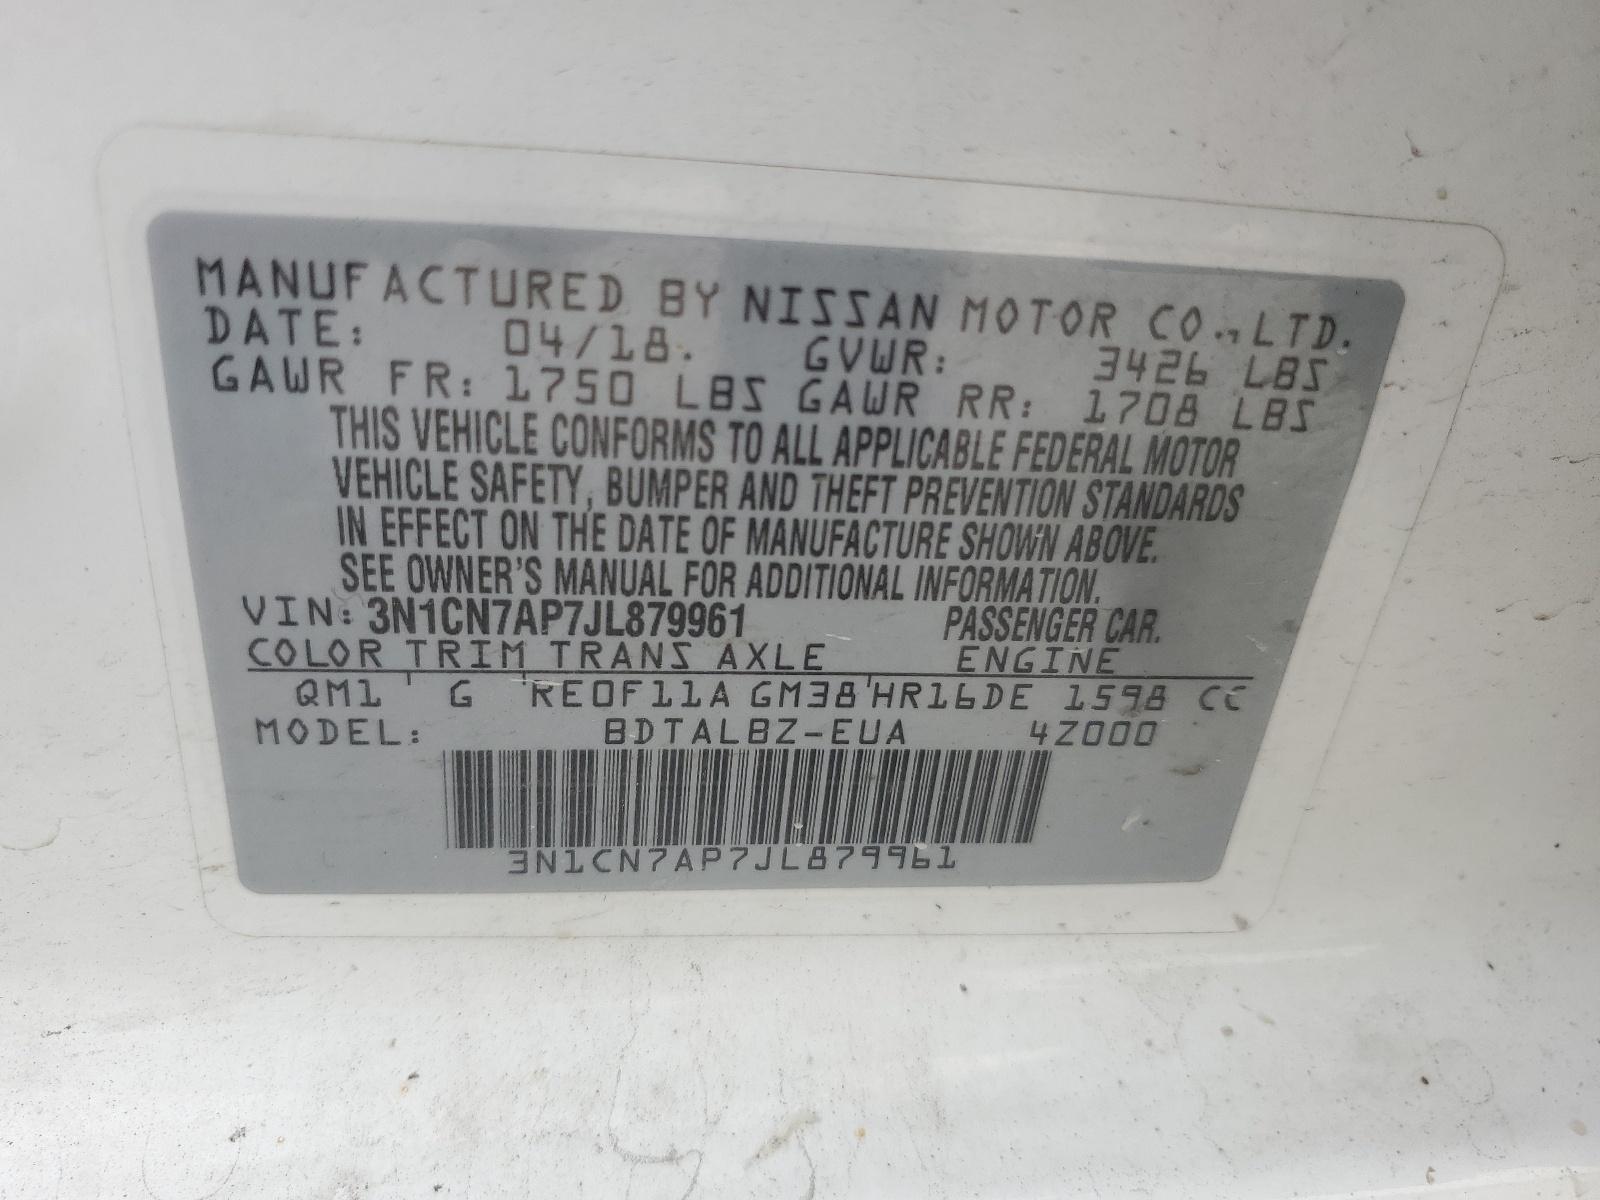 MANUFACTURED BY NISSAN MOTOR CO., LTD.
DATE: 04/18. GVWR: 3426 LBS
GAWR FR: 1750 LBS GAWR RR: 1708 LBS
THIS VEHICLE CONFORMS TO ALL APPLICABLE FEDERAL MOTOR
VEHICLE SAFETY, BUMPER AND THEFT PREVENTION STANDARDS
IN EFFECT ON THE DATE OF MANUFACTURE SHOWN ABOVE.
SEE OWNER'S MANUAL FOR ADDITIONAL INFORMATION.
VIN: 3N1CN7AP7JL879961 PASSENGER CAR.
COLOR TRIM TRANS AXLE ENGINE
QM1 G RE0F11A GM38 HR16DE 1598 CC
MODEL: BDTALBZ-EUA 4Z000
3N1CN7AP7JL879961